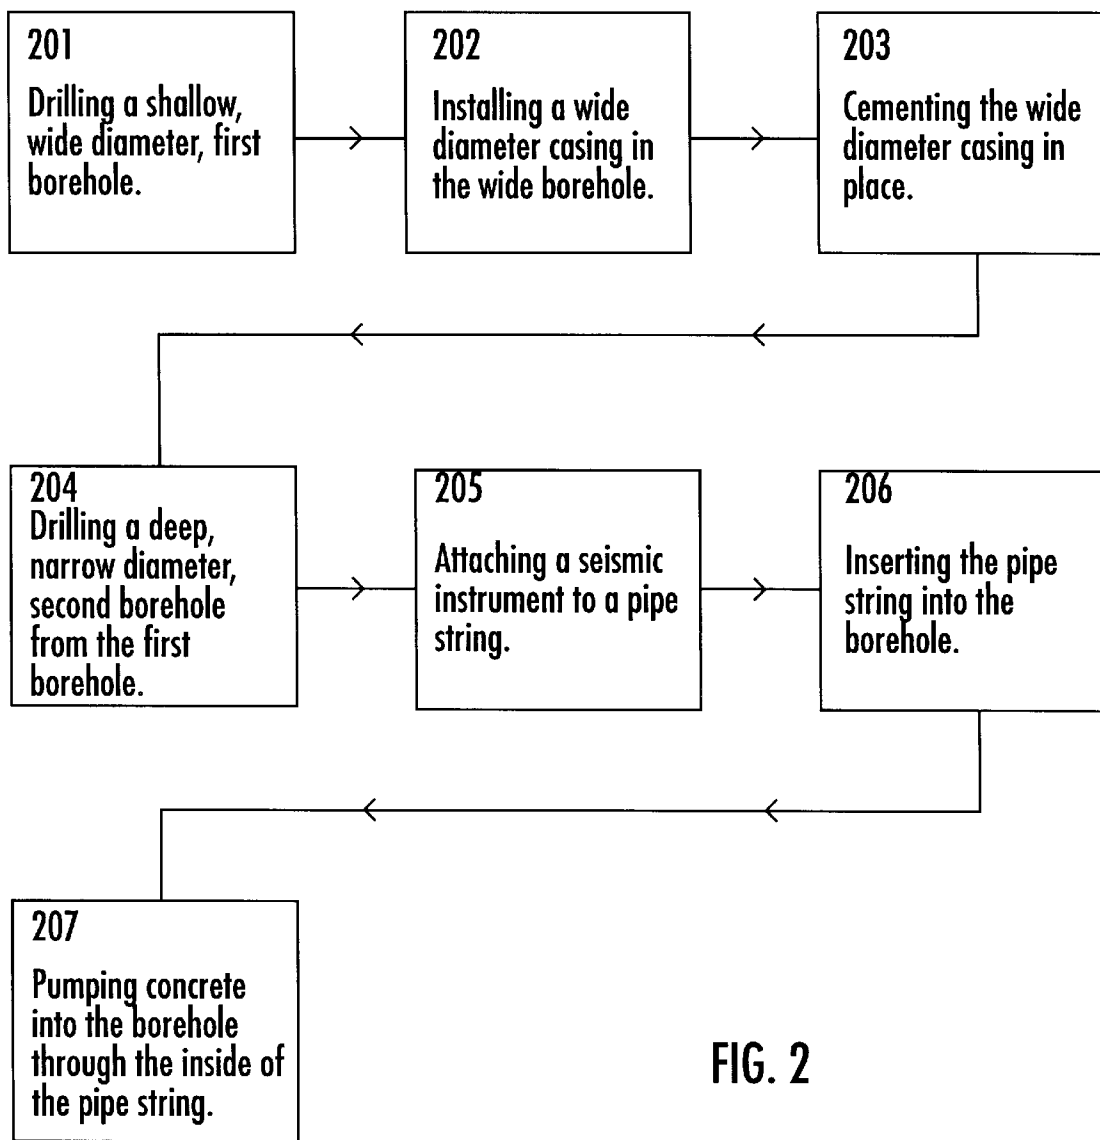 201
Drilling a shallow,
wide diameter, first
borehole.
202
Installing a wide
diameter casing in
the wide borehole.
203
Cementing the wide
diameter casing in
place.
204
Drilling a deep,
narrow diameter,
second borehole
from the first
borehole.
205
Attaching a seismic
instrument to a pipe
string.
206
Inserting the pipe
string into the
borehole.
207
Pumping concrete
into the borehole
through the inside of
the pipe string.
FIG. 2